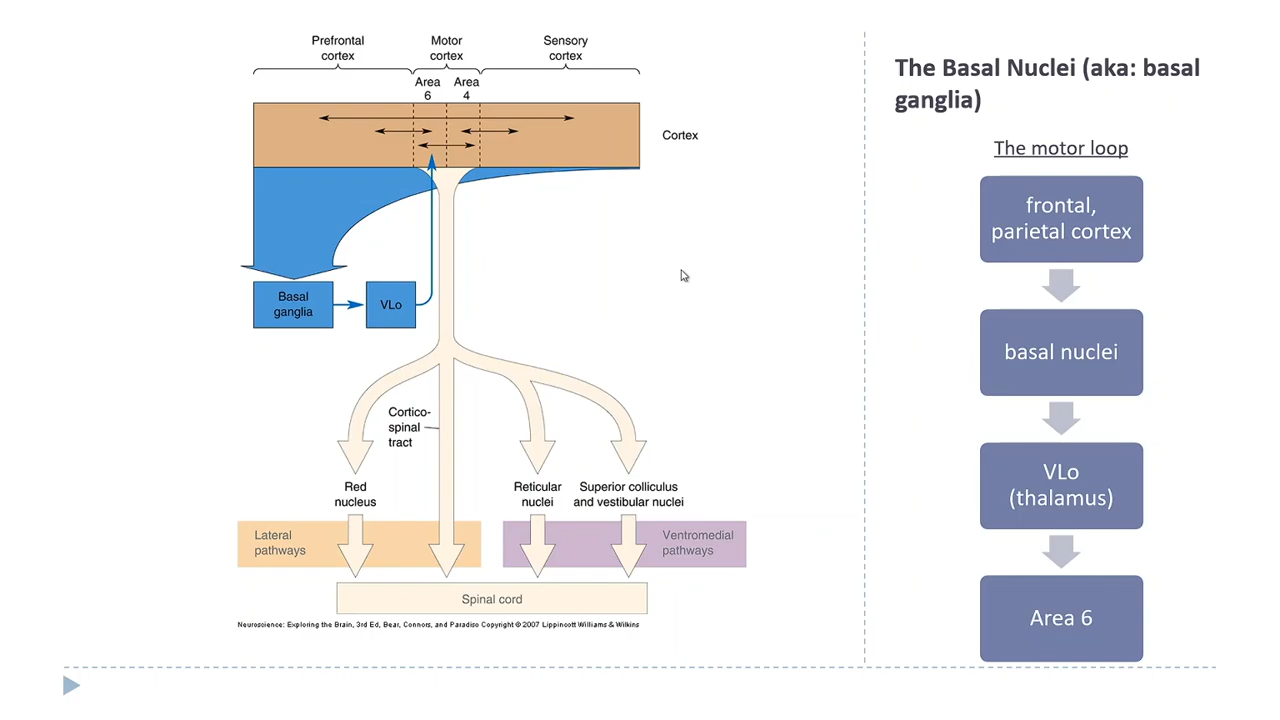 Prefrontal
cortex
Motor
cortex
Sensory
cortex
Area
6
Area
4
Cortex
Basal
ganglia
VLo
Cortico-
spinal
tract
Red
nucleus
Reticular
nuclei
Superior colliculus
and vestibular nuclei
Lateral
pathways
Ventromedial
pathways
Spinal cord
Neuroscience: Exploring the Brain, 3rd Ed, Bear, Connors, and Paradiso Copyright © 2007 Lippincott Williams & Wilkins
The Basal Nuclei (aka: basal
ganglia)
The motor loop
frontal,
parietal cortex
basal nuclei
VLo
(thalamus)
Area 6